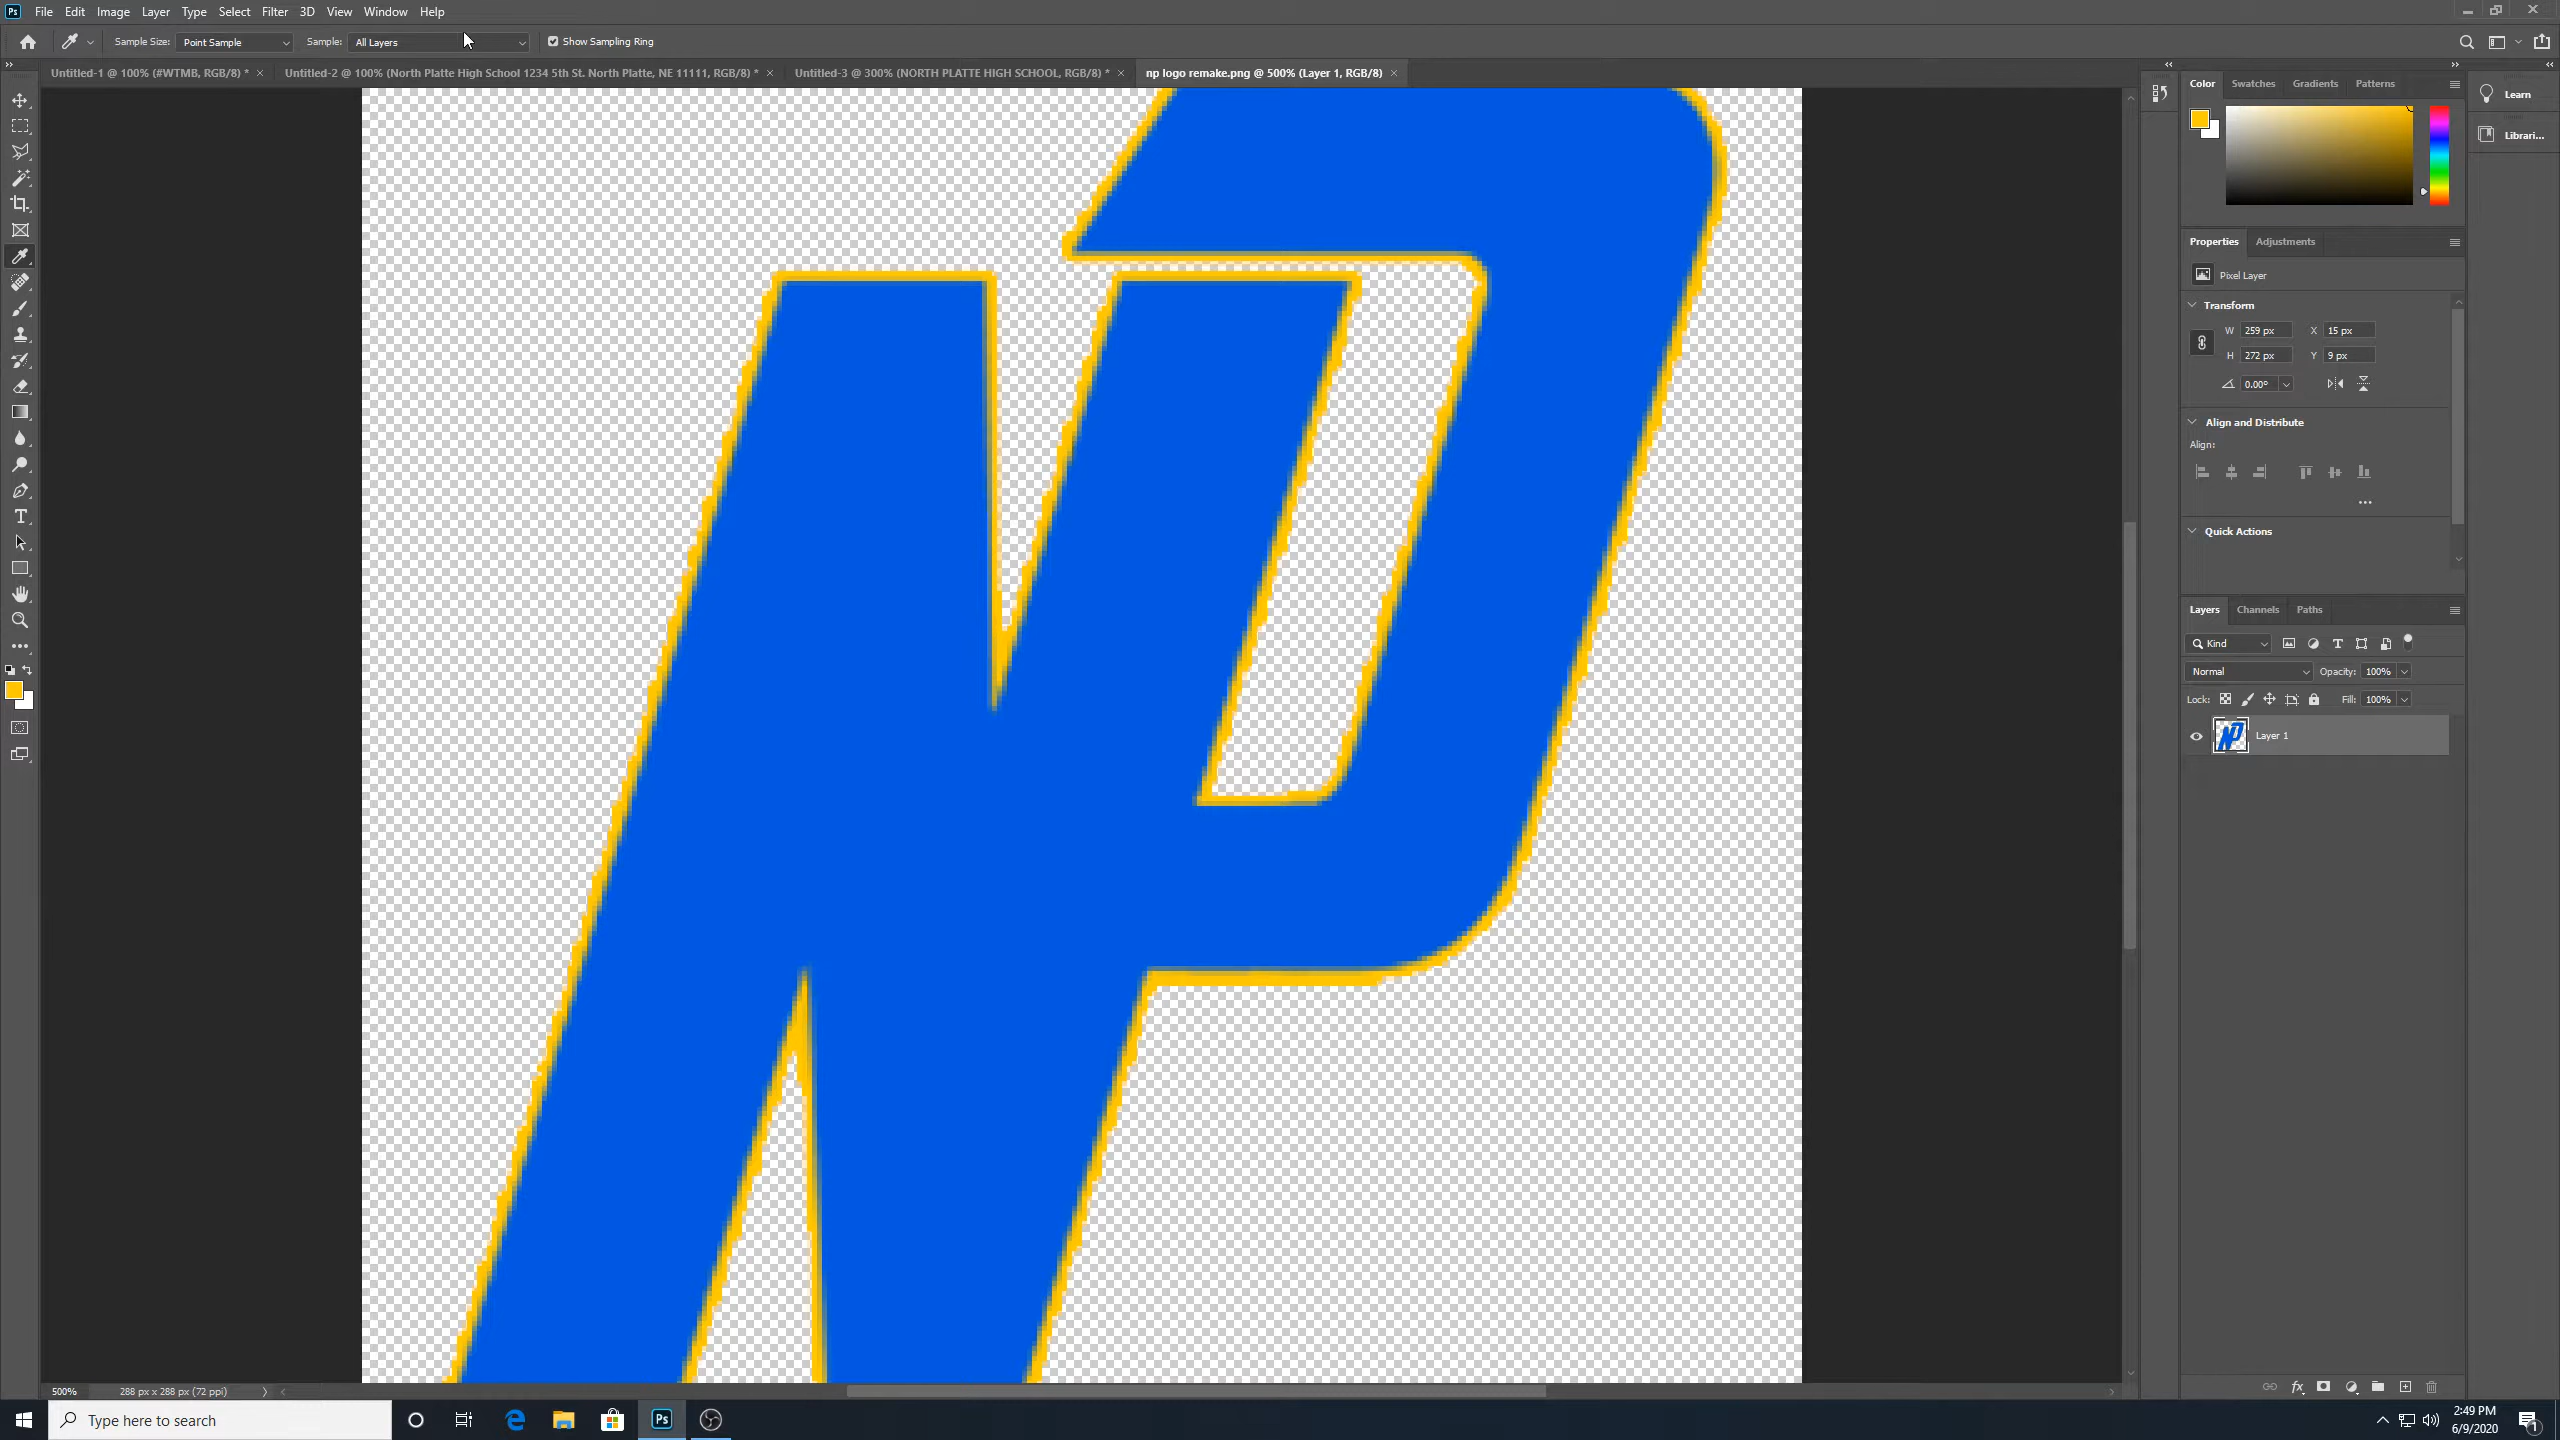 Ps File Edit Image Layer Type Select Filter 3D View Window Help
Sample Size: Point Sample Sample: All Layers Show Sampling Ring
Untitled-1 @ 100% (#WTMB, RGB/8) * × Untitled-2 @ 100% (North Platte High School 1234 5th St. North Platte, NE 11111, RGB/8) * × Untitled-3 @ 300% (NORTH PLATTE HIGH SCHOOL, RGB/8) * × np logo remake.png @ 500% (Layer 1, RGB/8) ×
Color Swatches Gradients Patterns
Learn
Librari...
Properties Adjustments
Pixel Layer
Transform
W 259 px X 15 px
H 272 px Y 9 px
0.00°
Align and Distribute
Align:
Quick Actions
Layers Channels Paths
Kind
Normal Opacity: 100%
Lock: Fill: 100%
Layer 1
NP
500% 288 px x 288 px (72 ppi)
Type here to search
Ps
2:49 PM
6/9/2020
1